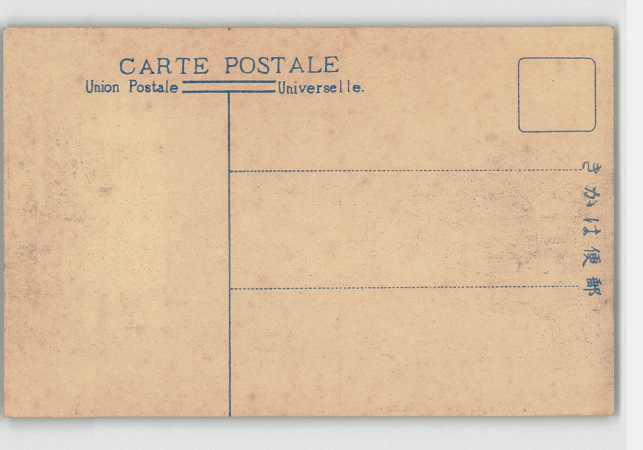 CARTE POSTALE
Union Postale Universelle.
郵便はかき